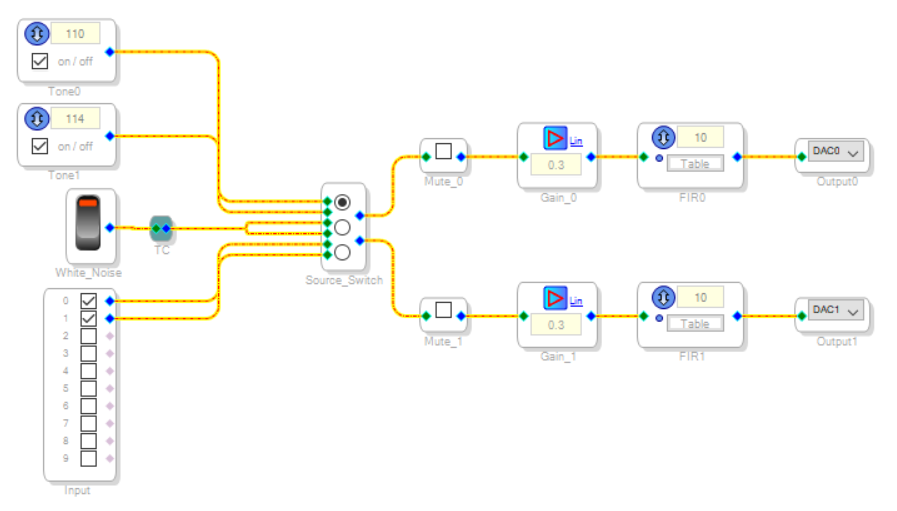 110
on / off
Tone0
114
on / off
Tone1
White_Noise
TC
0
1
2
3
4
5
6
7
8
9
Input
Source_Switch
Mute_0
Lin
0.3
Gain_0
10
Table
FIR0
DAC0
Output0
Mute_1
Lin
0.3
Gain_1
10
Table
FIR1
DAC1
Output1